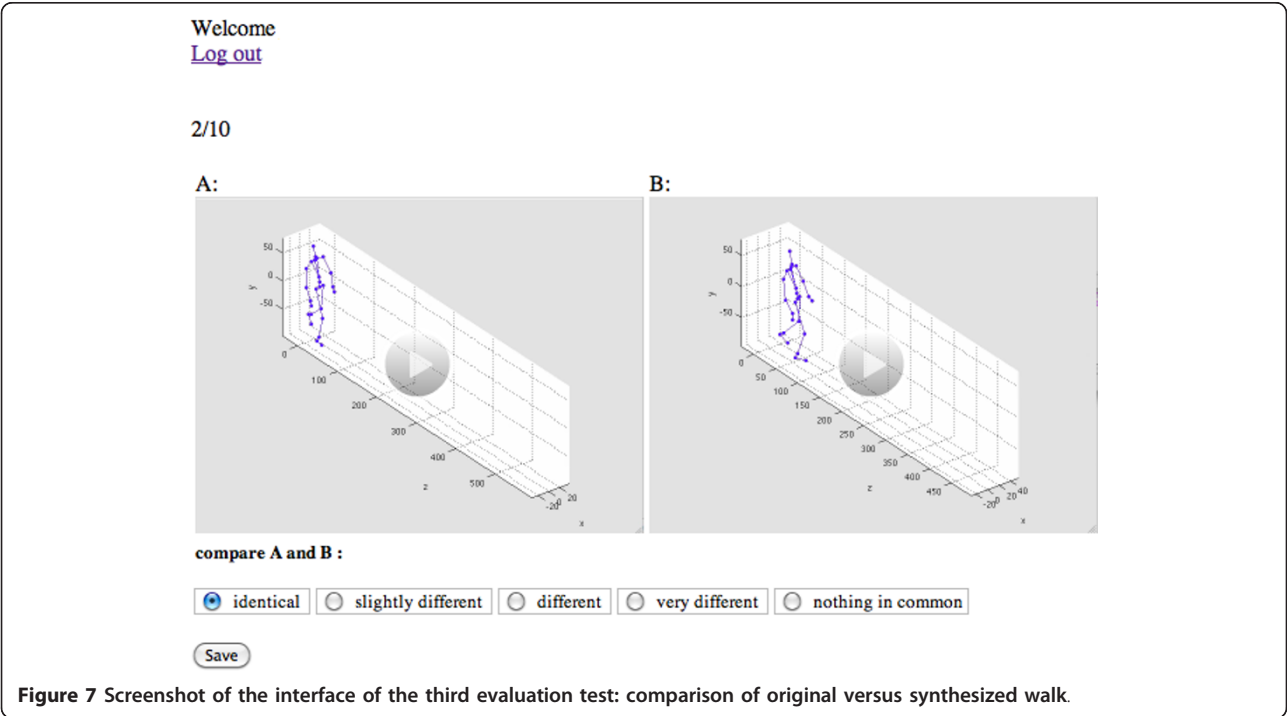 Welcome
Log out
2/10
A:
B:
50
0
-50
y
0
100
200
300
400
500
z
-20
0
20
x
50
0
-50
y
0
50
100
150
200
250
300
350
400
450
z
-20
0
20
40
x
compare A and B :
identical slightly different different very different nothing in common
Save
Figure 7 Screenshot of the interface of the third evaluation test: comparison of original versus synthesized walk.